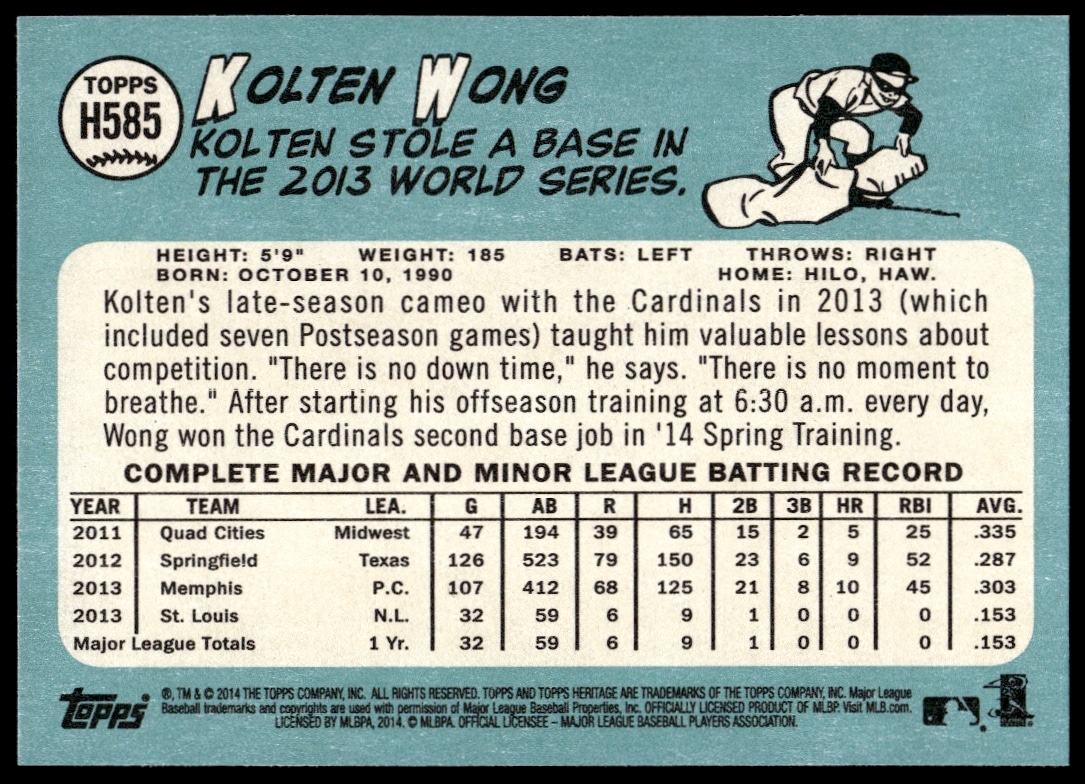 TOPPS
H585
KOLTEN WONG
KOLTEN STOLE A BASE IN
THE 2013 WORLD SERIES.
HEIGHT: 5'9" WEIGHT: 185 BATS: LEFT THROWS: RIGHT
BORN: OCTOBER 10, 1990 HOME: HILO, HAW.
Kolten's late-season cameo with the Cardinals in 2013 (which
included seven Postseason games) taught him valuable lessons about
competition. "There is no down time," he says. "There is no moment to
breathe." After starting his offseason training at 6:30 a.m. every day,
Wong won the Cardinals second base job in '14 Spring Training.
COMPLETE MAJOR AND MINOR LEAGUE BATTING RECORD
YEAR TEAM LEA. G AB R H 2B 3B HR RBI AVG.
2011 Quad Cities Midwest 47 194 39 65 15 2 5 25 .335
2012 Springfield Texas 126 523 79 150 23 6 9 52 .287
2013 Memphis P.C. 107 412 68 125 21 8 10 45 .303
2013 St. Louis N.L. 32 59 6 9 1 0 0 0 .153
Major League Totals 1 Yr. 32 59 6 9 1 0 0 0 .153
TOPPS
®, TM & © 2014 THE TOPPS COMPANY, INC. ALL RIGHTS RESERVED. TOPPS AND TOPPS HERITAGE ARE TRADEMARKS OF THE TOPPS COMPANY, INC. Major League
Baseball trademarks and copyrights are used with permission of Major League Baseball Properties, Inc. OFFICIALLY LICENSED PRODUCT OF MLBP. Visit MLB.com.
LICENSED BY MLBPA, 2014. © MLBPA. OFFICIAL LICENSEE – MAJOR LEAGUE BASEBALL PLAYERS ASSOCIATION.